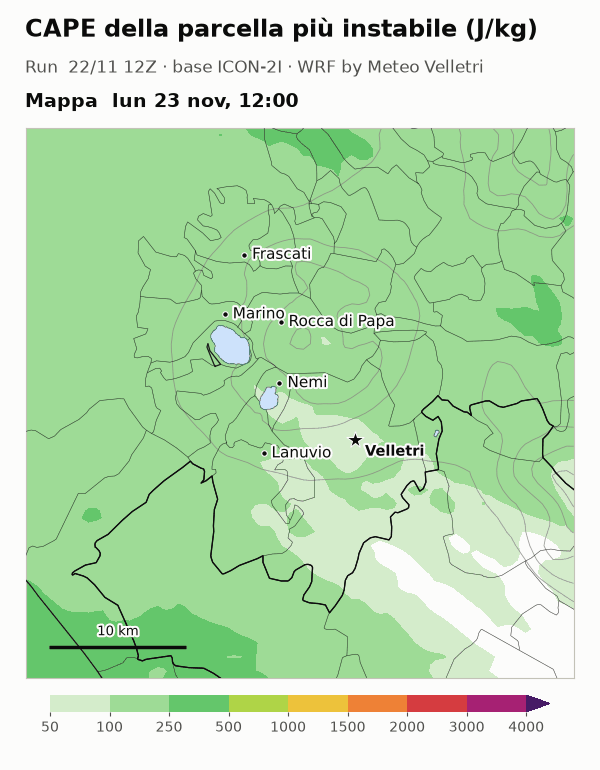 CAPE della parcella più instabile (J/kg)
Run  22/11 12Z · base ICON-2I · WRF by Meteo Velletri
Mappa  lun 23 nov, 12:00
Frascati
Marino
Rocca di Papa
Nemi
Velletri
Lanuvio
10 km
50 100 250 500 1000 1500 2000 3000 4000